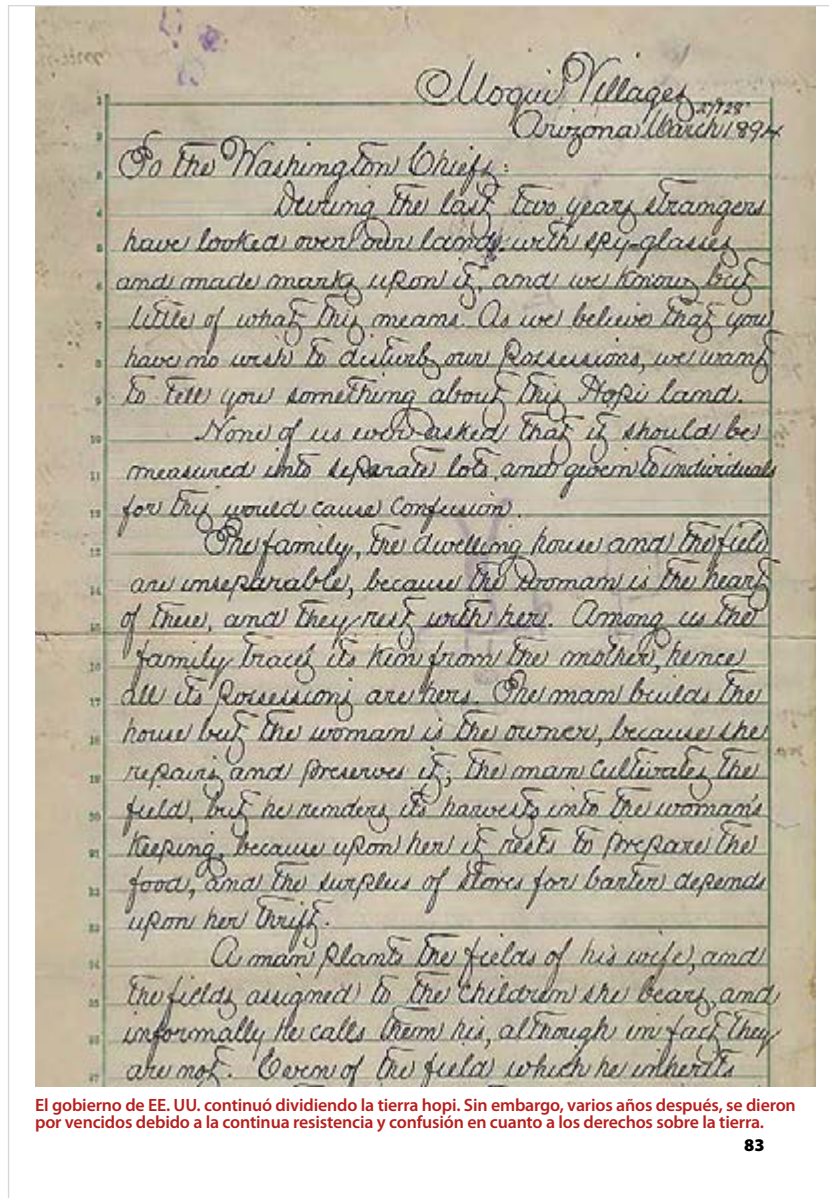 Moqui Villages
Arizona March 1894
To the Washington Chiefs:
During the last two years strangers
have looked over our land, with spy-glasses
and made marks upon it, and we know but
little of what this means. As we believe that you
have no wish to disturb our Possessions, we want
to tell you something about this Hopi land.
None of us ever asked that it should be
measured into separate lots, and given to individuals
for this would cause confusion.
The family, the dwelling house and the field
are inseparable, because the woman is the heart
of these, and they rest with her. Among us the
family traces its kin from the mother, hence
all its possessions are hers. The man builds the
house but the woman is the owner, because she
repairs and preserves it; the man cultivates the
field, but he renders its harvests into the woman's
keeping, because upon her it rests to prepare the
food, and the surplus of stores for barter depends
upon her thrift.
A man plants the fields of his wife, and
the fields assigned to the children she bears, and
informally he calls them his, although in fact they
are not. Even of the field which he inherits
El gobierno de EE. UU. continuó dividiendo la tierra hopi. Sin embargo, varios años después, se dieron
por vencidos debido a la continua resistencia y confusión en cuanto a los derechos sobre la tierra.
83